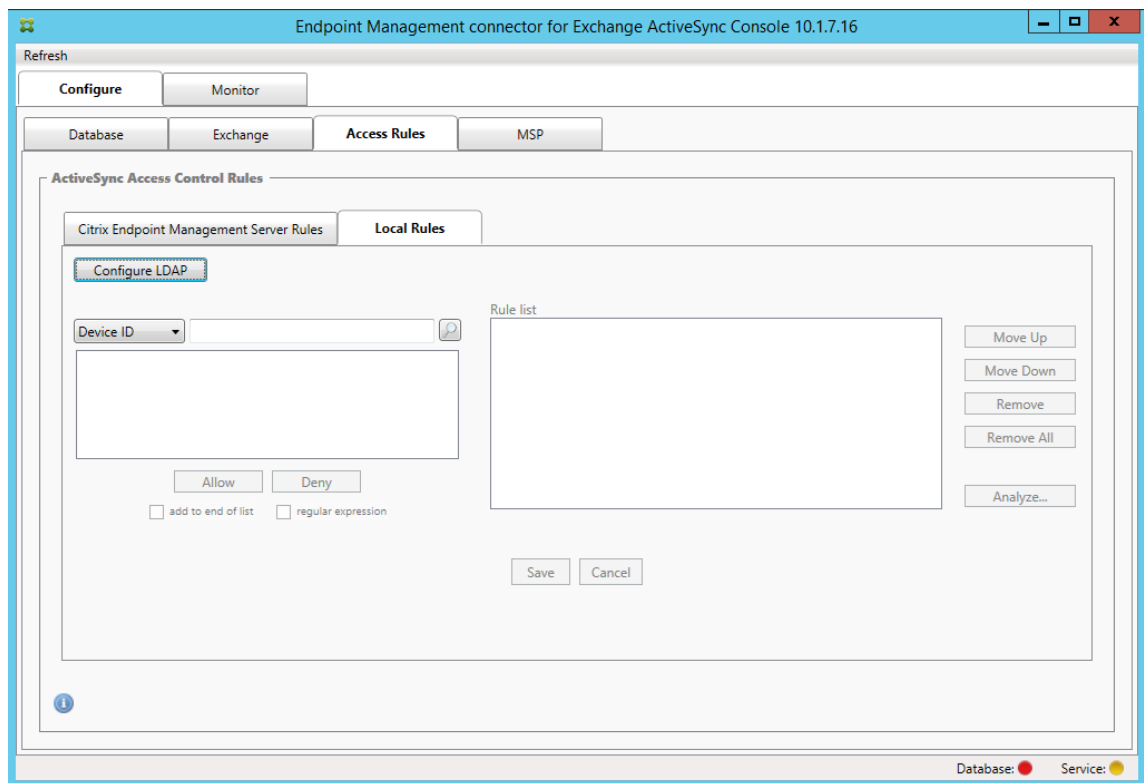 Endpoint Management connector for Exchange ActiveSync Console 10.1.7.16
Refresh
Configure Monitor
Database Exchange Access Rules MSP
ActiveSync Access Control Rules
Citrix Endpoint Management Server Rules Local Rules
Configure LDAP
Rule list
Device ID
Move Up
Move Down
Remove
Remove All
Allow Deny
Analyze...
add to end of list regular expression
Save Cancel
Database: Service: